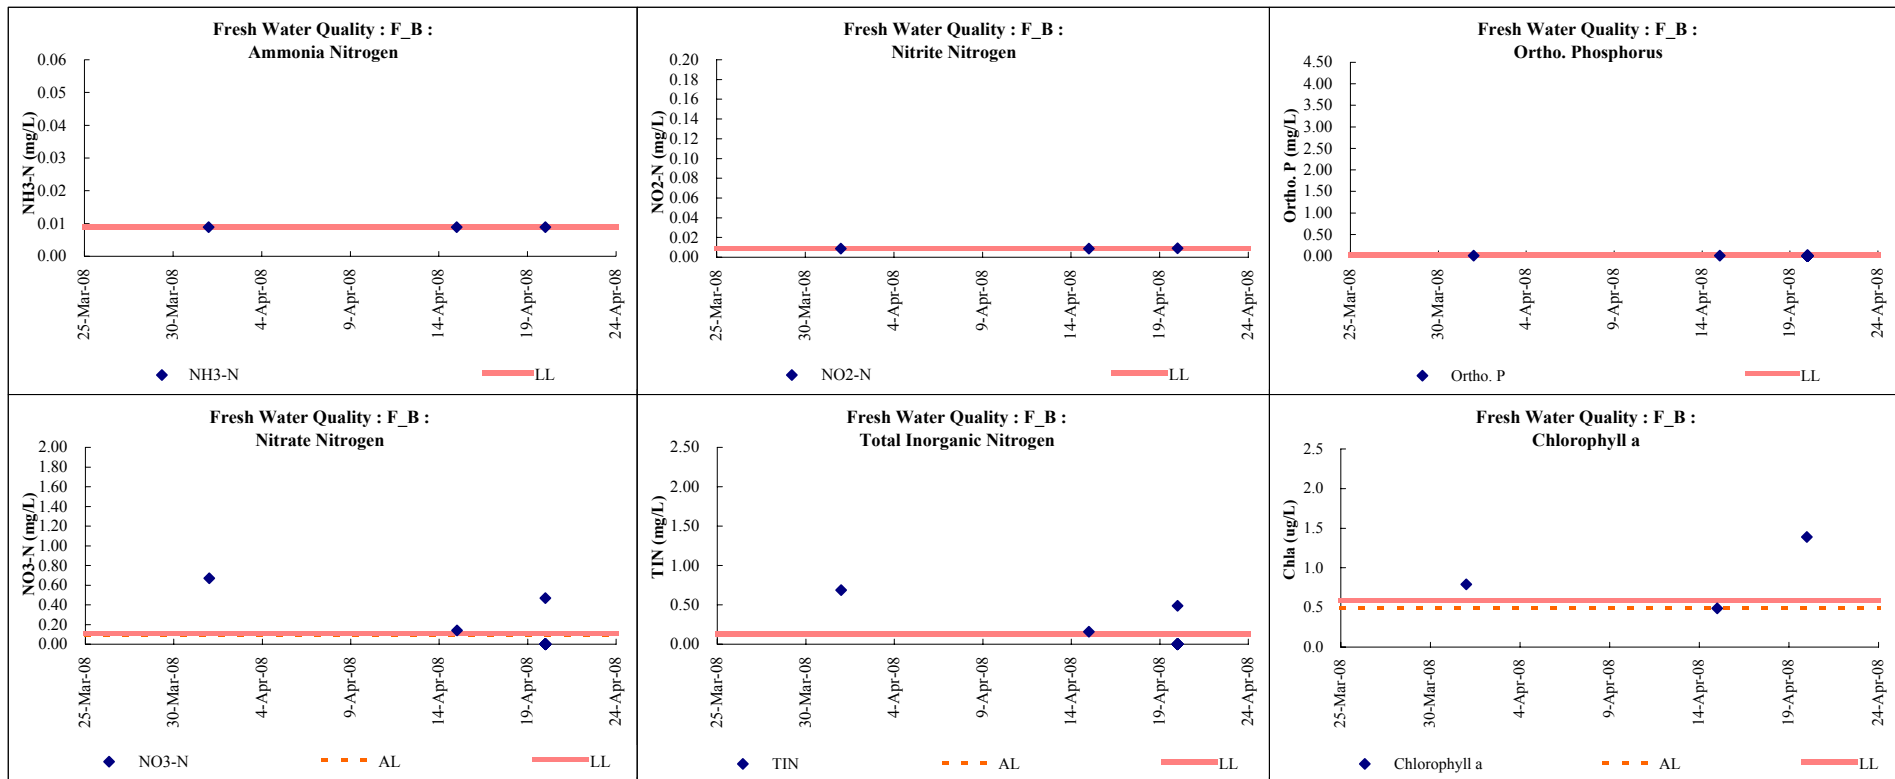 Fresh Water Quality : F_B :
Ammonia Nitrogen
NH3-N (mg/L)
0.06
0.05
0.04
0.03
0.02
0.01
0.00
25-Mar-08
30-Mar-08
4-Apr-08
9-Apr-08
14-Apr-08
19-Apr-08
24-Apr-08
NH3-N LL
Fresh Water Quality : F_B :
Nitrite Nitrogen
NO2-N (mg/L)
0.20
0.18
0.16
0.14
0.12
0.10
0.08
0.06
0.04
0.02
0.00
25-Mar-08
30-Mar-08
4-Apr-08
9-Apr-08
14-Apr-08
19-Apr-08
24-Apr-08
NO2-N LL
Fresh Water Quality : F_B :
Ortho. Phosphorus
Ortho. P (mg/L)
4.50
4.00
3.50
3.00
2.50
2.00
1.50
1.00
0.50
0.00
25-Mar-08
30-Mar-08
4-Apr-08
9-Apr-08
14-Apr-08
19-Apr-08
24-Apr-08
Ortho. P LL
Fresh Water Quality : F_B :
Nitrate Nitrogen
NO3-N (mg/L)
2.00
1.80
1.60
1.40
1.20
1.00
0.80
0.60
0.40
0.20
0.00
25-Mar-08
30-Mar-08
4-Apr-08
9-Apr-08
14-Apr-08
19-Apr-08
24-Apr-08
NO3-N AL LL
Fresh Water Quality : F_B :
Total Inorganic Nitrogen
TIN (mg/L)
2.50
2.00
1.50
1.00
0.50
0.00
25-Mar-08
30-Mar-08
4-Apr-08
9-Apr-08
14-Apr-08
19-Apr-08
24-Apr-08
TIN AL LL
Fresh Water Quality : F_B :
Chlorophyll a
Chla (ug/L)
2.5
2.0
1.5
1.0
0.5
0.0
25-Mar-08
30-Mar-08
4-Apr-08
9-Apr-08
14-Apr-08
19-Apr-08
24-Apr-08
Chlorophyll a AL LL